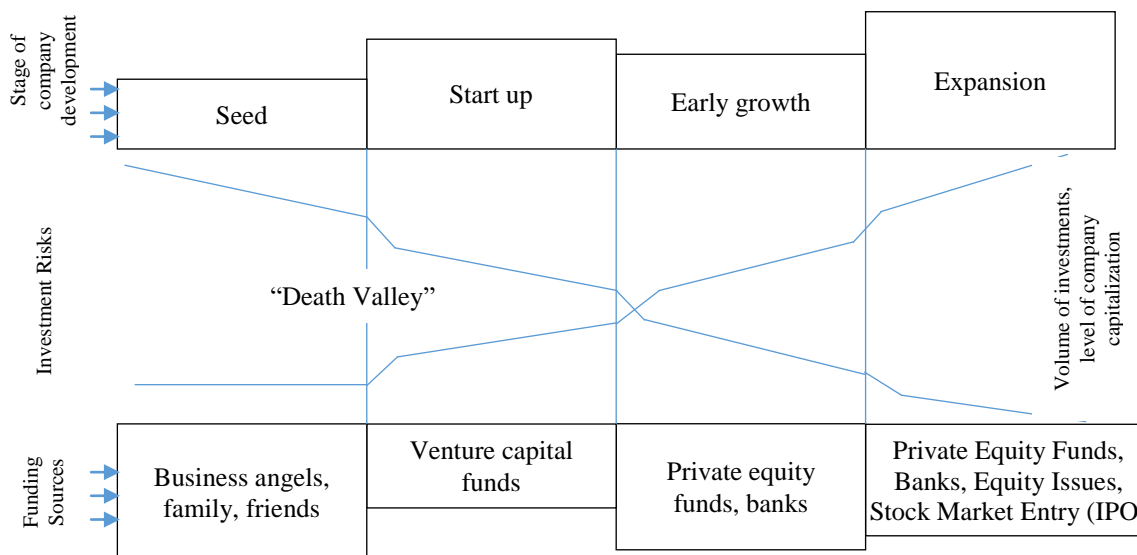 Stage of
company
development
Seed
Start up
Early growth
Expansion
Investment Risks
“Death Valley”
Volume of investments,
level of company
capitalization
Funding
Sources
Business angels,
family, friends
Venture capital
funds
Private equity
funds, banks
Private Equity Funds,
Banks, Equity Issues,
Stock Market Entry (IPO